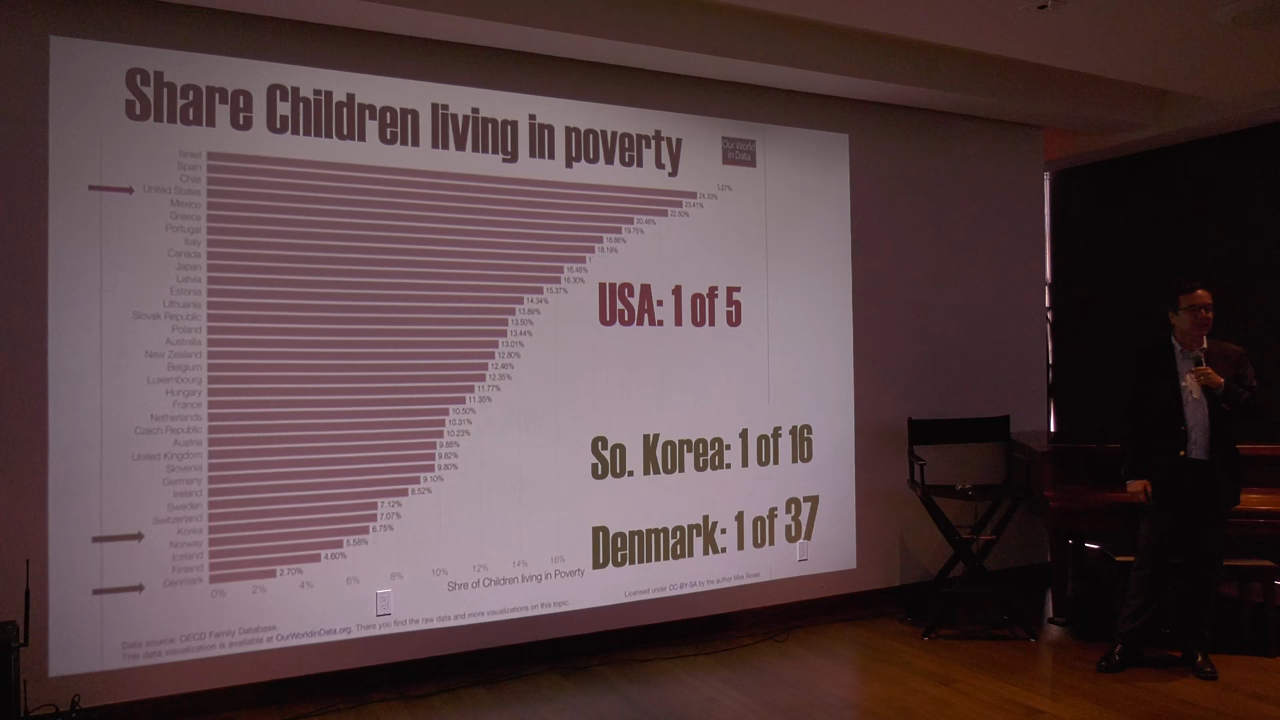 Share Children living in poverty
Our World
in Data
Israel
Spain
Chile
United States
Mexico
Greece
Portugal
Italy
Canada
Japan
Latvia
Estonia
Lithuania
Slovak Republic
Poland
Australia
New Zealand
Belgium
Luxembourg
Hungary
France
Netherlands
Czech Republic
Austria
United Kingdom
Slovenia
Germany
Ireland
Sweden
Switzerland
Korea
Norway
Iceland
Finland
Denmark
24.33%
23.41%
22.50%
20.46%
19.75%
18.66%
18.19%
16.48%
16.30%
15.37%
14.34%
13.89%
13.50%
13.44%
13.01%
12.80%
12.46%
12.35%
11.77%
11.35%
10.50%
10.31%
10.23%
9.88%
9.82%
9.80%
9.10%
8.52%
7.12%
7.07%
6.75%
5.58%
4.60%
2.70%
USA: 1 of 5
So. Korea: 1 of 16
Denmark: 1 of 37
0% 2% 4% 6% 8% 10% 12% 14% 16%
Shre of Children living in Poverty
Data source: OECD Family Database.
This data visualization is available at OurWorldinData.org. There you find the raw data and more visualizations on this topic.
Licensed under CC-BY-SA by the author Max Roser.